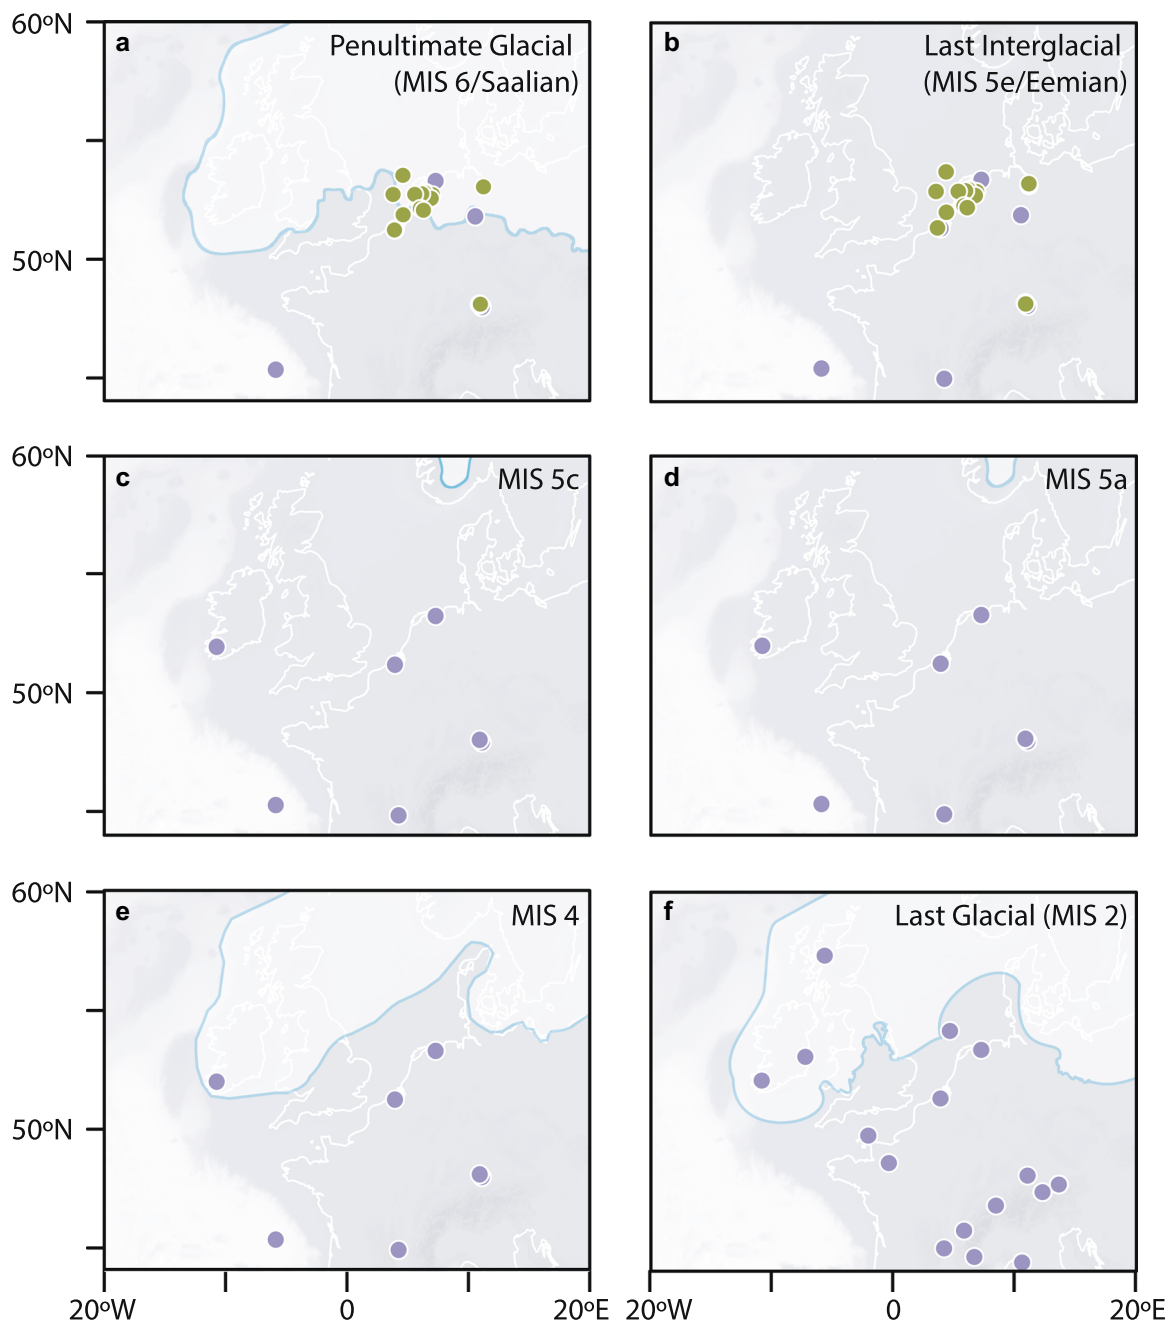 60ºN
a
Penultimate Glacial
(MIS 6/Saalian)
b
Last Interglacial
(MIS 5e/Eemian)
50ºN
60ºN
c
MIS 5c
d
MIS 5a
50ºN
60ºN
e
MIS 4
f
Last Glacial (MIS 2)
50ºN
20ºW
0
20ºE
20ºW
0
20ºE